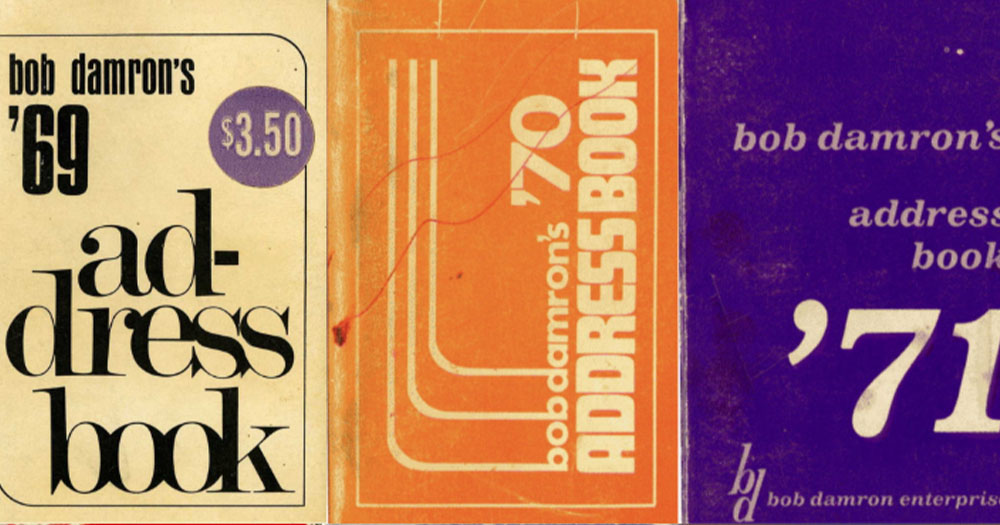 bob damron's
'69
$3.50
ad-
dress
book
bob damron's '70
ADDRESS BOOK
bob damron's
address
book
'71
bd
bob damron enterpris